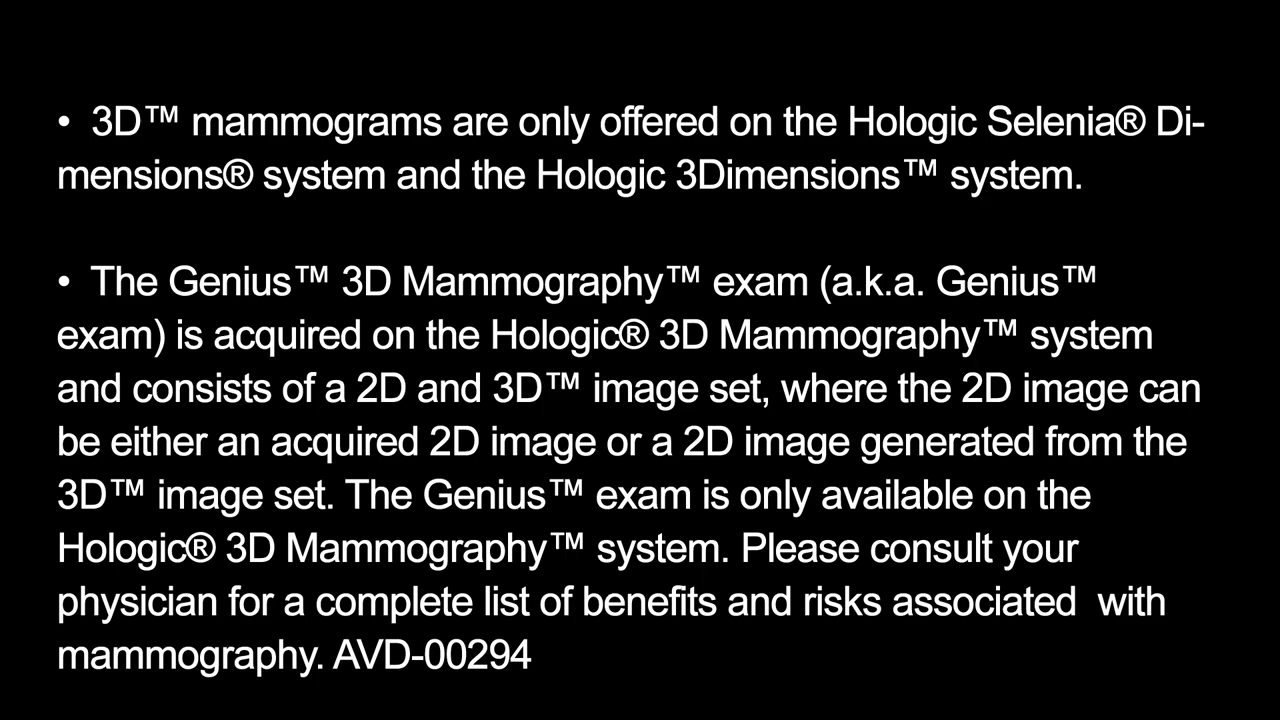 • 3D™ mammograms are only offered on the Hologic Selenia® Di-
mensions® system and the Hologic 3Dimensions™ system.
• The Genius™ 3D Mammography™ exam (a.k.a. Genius™
exam) is acquired on the Hologic® 3D Mammography™ system
and consists of a 2D and 3D™ image set, where the 2D image can
be either an acquired 2D image or a 2D image generated from the
3D™ image set. The Genius™ exam is only available on the
Hologic® 3D Mammography™ system. Please consult your
physician for a complete list of benefits and risks associated  with
mammography. AVD-00294